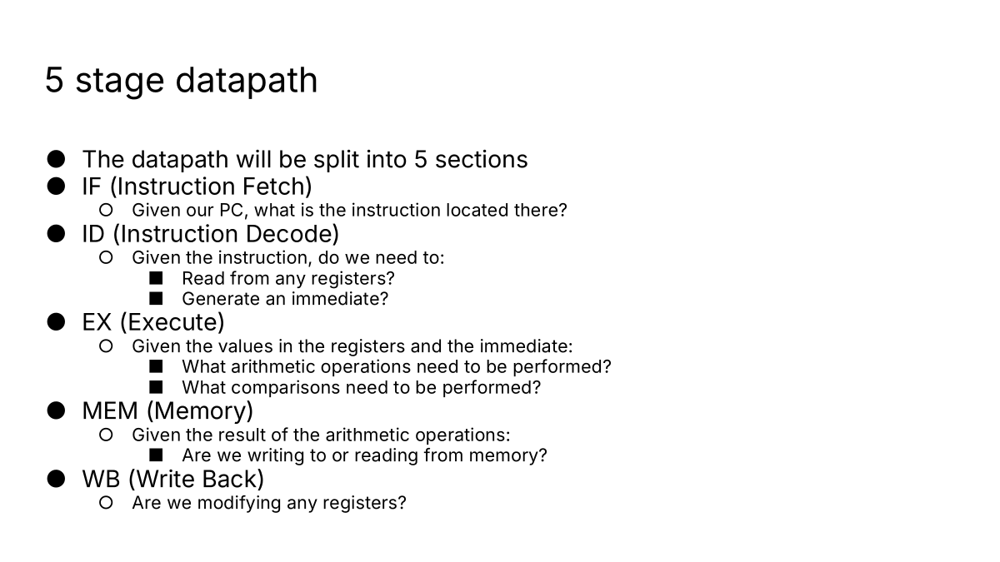 5 stage datapath
● The datapath will be split into 5 sections
● IF (Instruction Fetch)
○ Given our PC, what is the instruction located there?
● ID (Instruction Decode)
○ Given the instruction, do we need to:
■ Read from any registers?
■ Generate an immediate?
● EX (Execute)
○ Given the values in the registers and the immediate:
■ What arithmetic operations need to be performed?
■ What comparisons need to be performed?
● MEM (Memory)
○ Given the result of the arithmetic operations:
■ Are we writing to or reading from memory?
● WB (Write Back)
○ Are we modifying any registers?